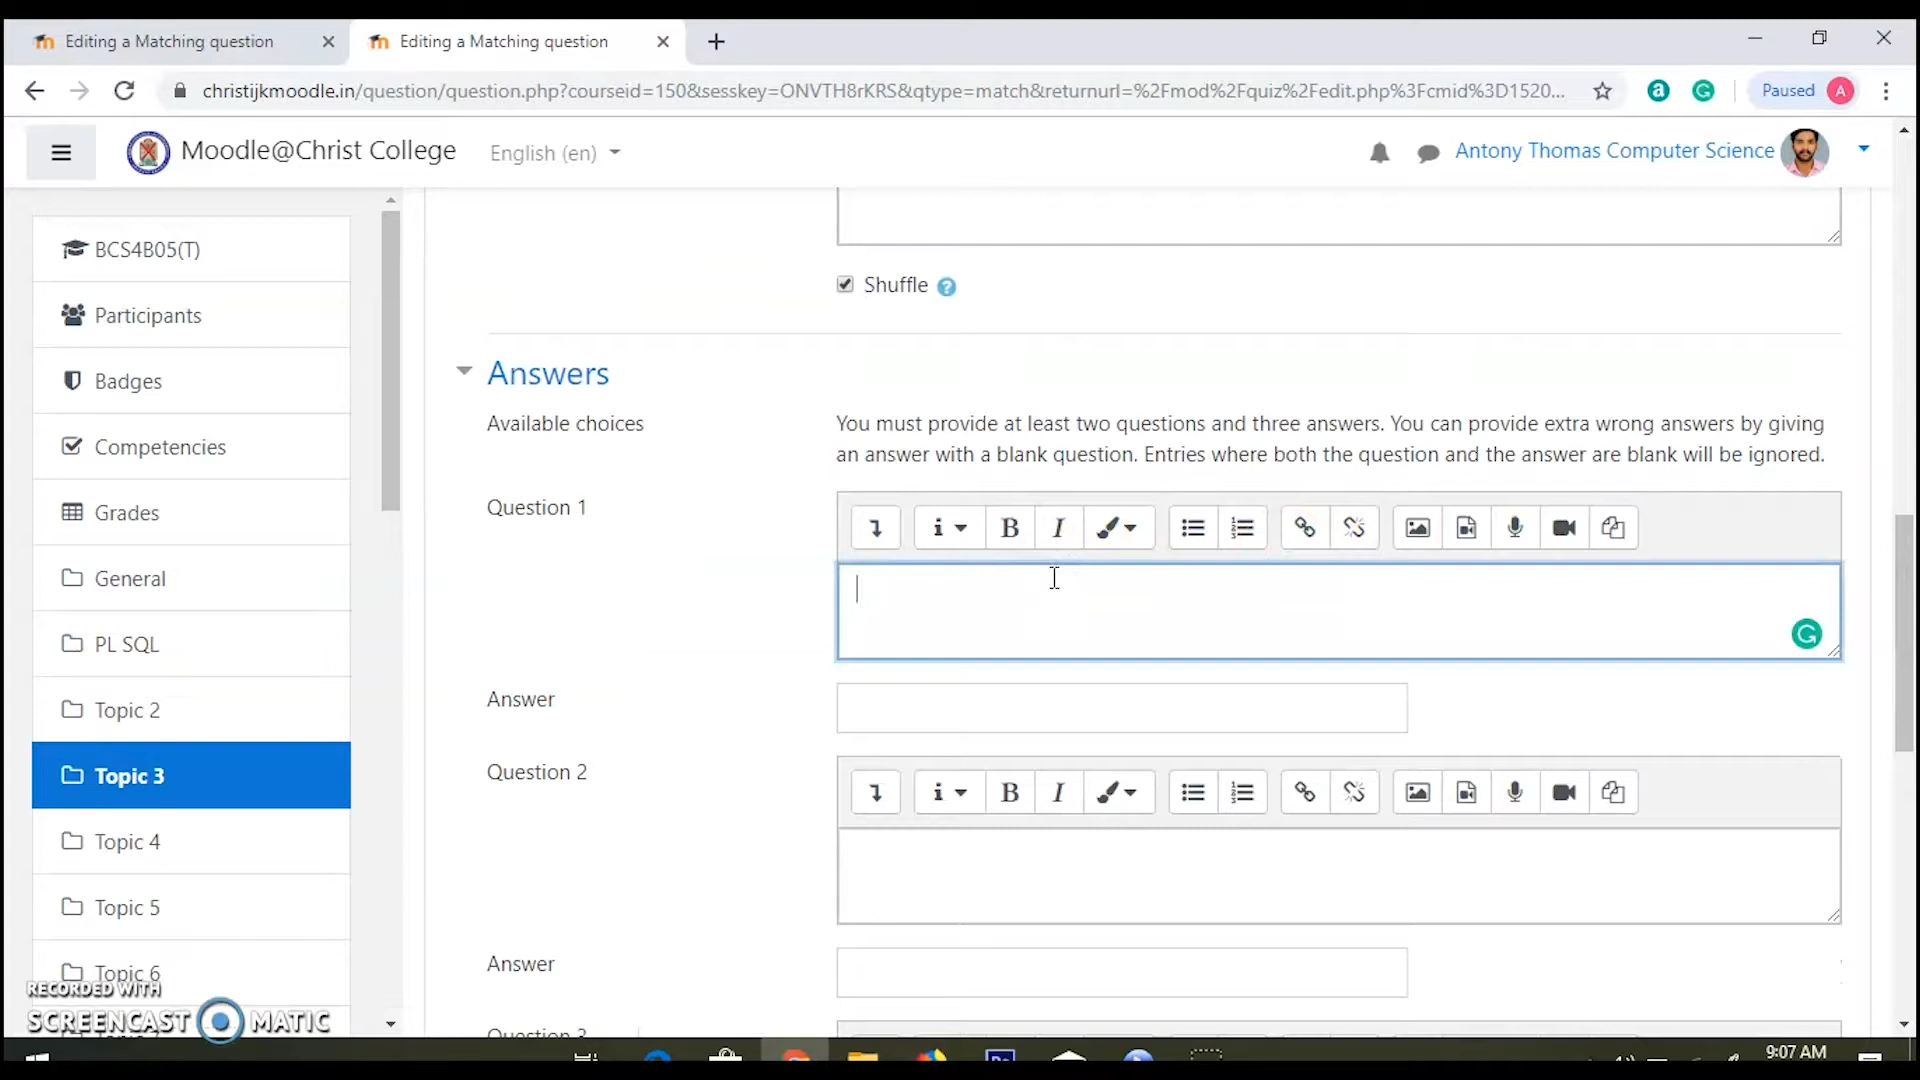 Editing a Matching question
Editing a Matching question
christijkmoodle.in/question/question.php?courseid=150&sesskey=ONVTH8rKRS&qtype=match&returnurl=%2Fmod%2Fquiz%2Fedit.php%3Fcmid%3D1520...
Paused
A
Moodle@Christ College
English (en)
Antony Thomas Computer Science
BCS4B05(T)
Participants
Badges
Competencies
Grades
General
PL SQL
Topic 2
Topic 3
Topic 4
Topic 5
Topic 6
Shuffle
Answers
Available choices
You must provide at least two questions and three answers. You can provide extra wrong answers by giving
an answer with a blank question. Entries where both the question and the answer are blank will be ignored.
Question 1
Answer
Question 2
Answer
Question 3
RECORDED WITH
SCREENCAST MATIC
9:07 AM